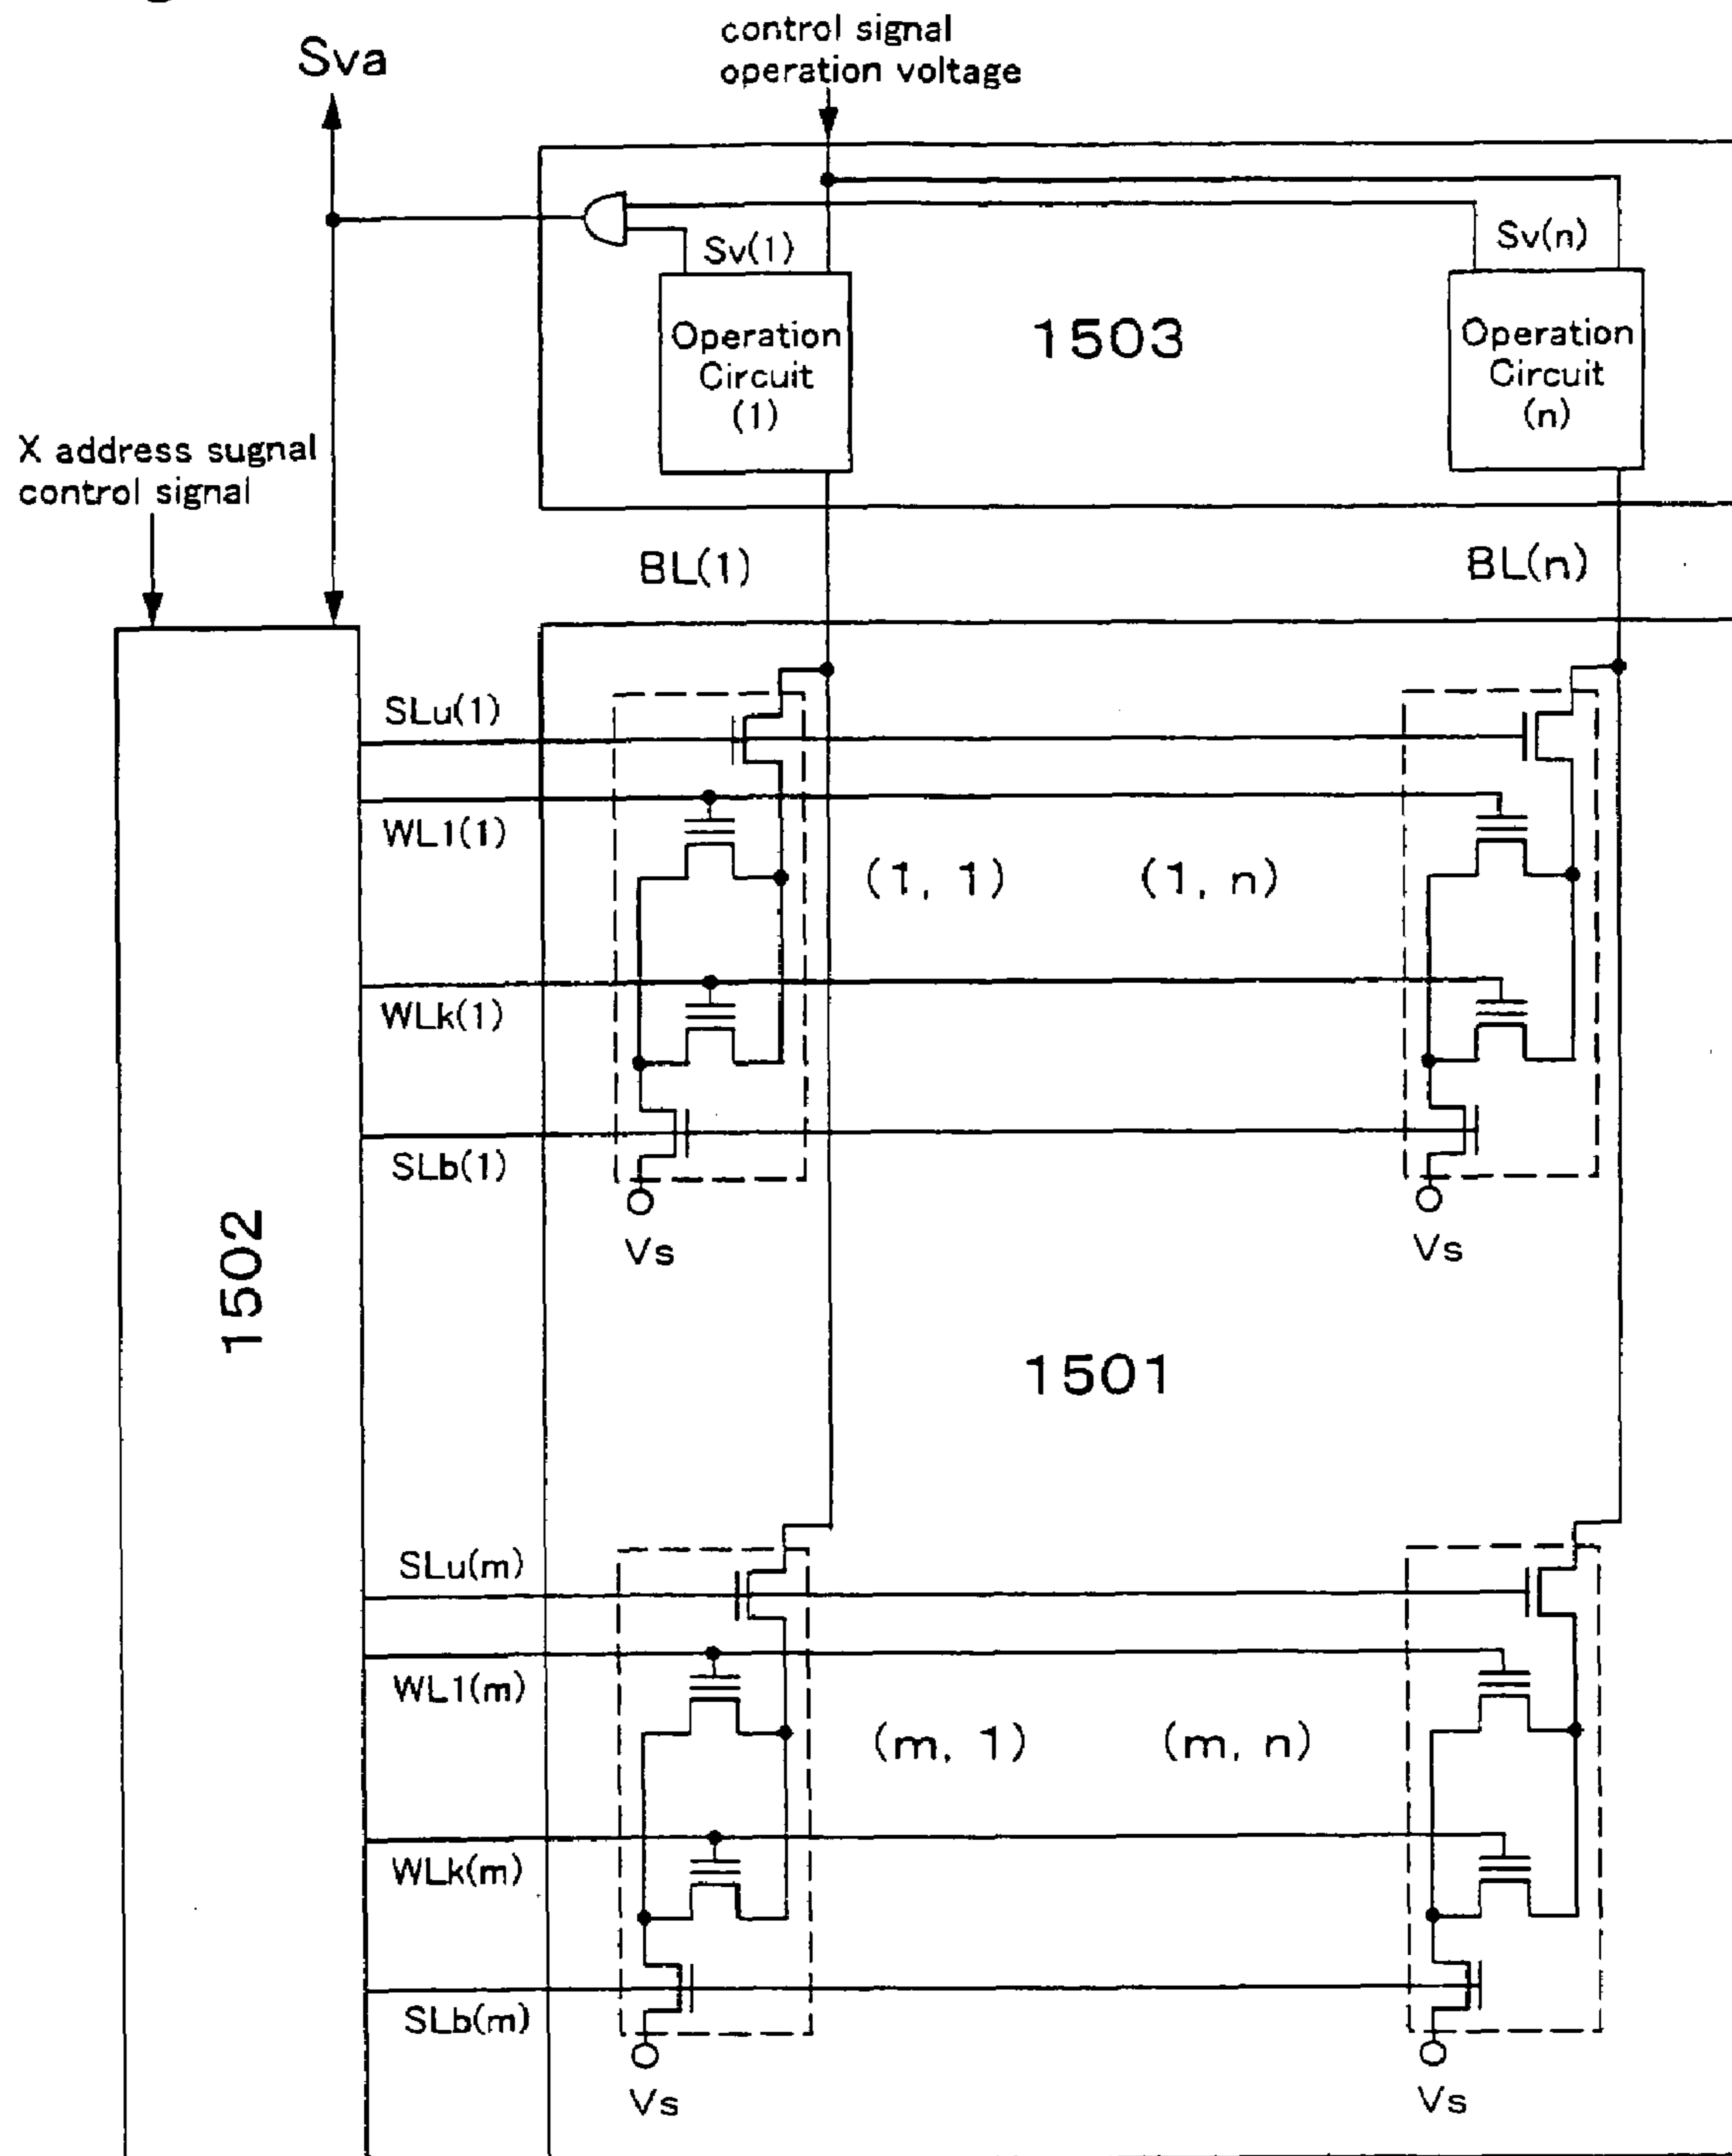 Sva
control signal
operation voltage
Sv(1)
Sv(n)
Operation
Circuit
(1)
1503
Operation
Circuit
(n)
X address sugnal
control signal
BL(1)
BL(n)
SLu(1)
WL1(1)
(1, 1)
(1, n)
WLk(1)
SLb(1)
Vs
Vs
1502
1501
SLu(m)
WL1(m)
(m, 1)
(m, n)
WLk(m)
SLb(m)
Vs
Vs